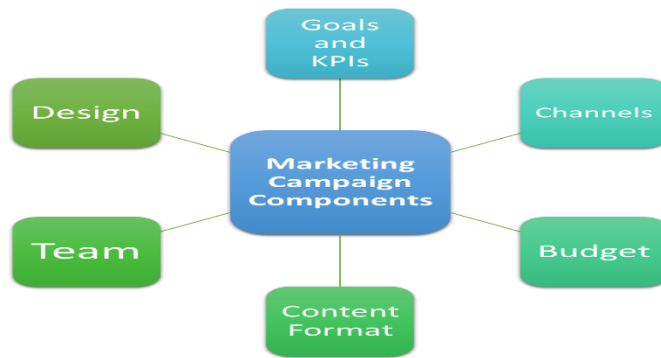 Goals
and
KPIs
Design
Channels
Marketing
Campaign
Components
Team
Budget
Content
Format